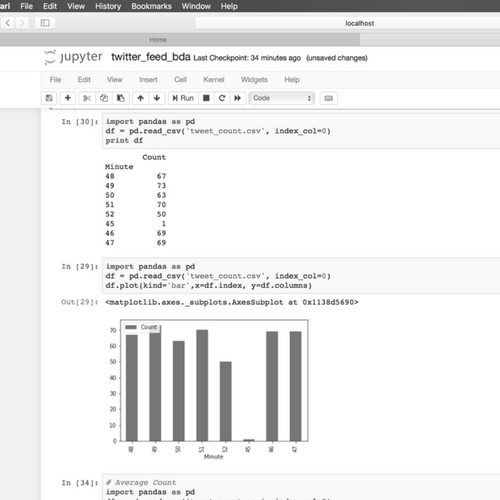 ari File Edit View History Bookmarks Window Help
localhost
Home
jupyter twitter_feed_bda Last Checkpoint: 34 minutes ago (unsaved changes)
File Edit View Insert Cell Kernel Widgets Help
Run Code
In [30]: import pandas as pd
df = pd.read_csv('tweet_count.csv', index_col=0)
print df
Count
Minute
48 67
49 73
50 63
51 70
52 50
45 1
46 69
47 69
In [29]: import pandas as pd
df = pd.read_csv('tweet_count.csv', index_col=0)
df.plot(kind='bar',x=df.index, y=df.columns)
Out[29]: <matplotlib.axes._subplots.AxesSubplot at 0x1138d5690>
Count
70
60
50
40
30
20
10
0
48 49 50 51 52 45 46 47
Minute
In [34]: # Average Count
import pandas as pd